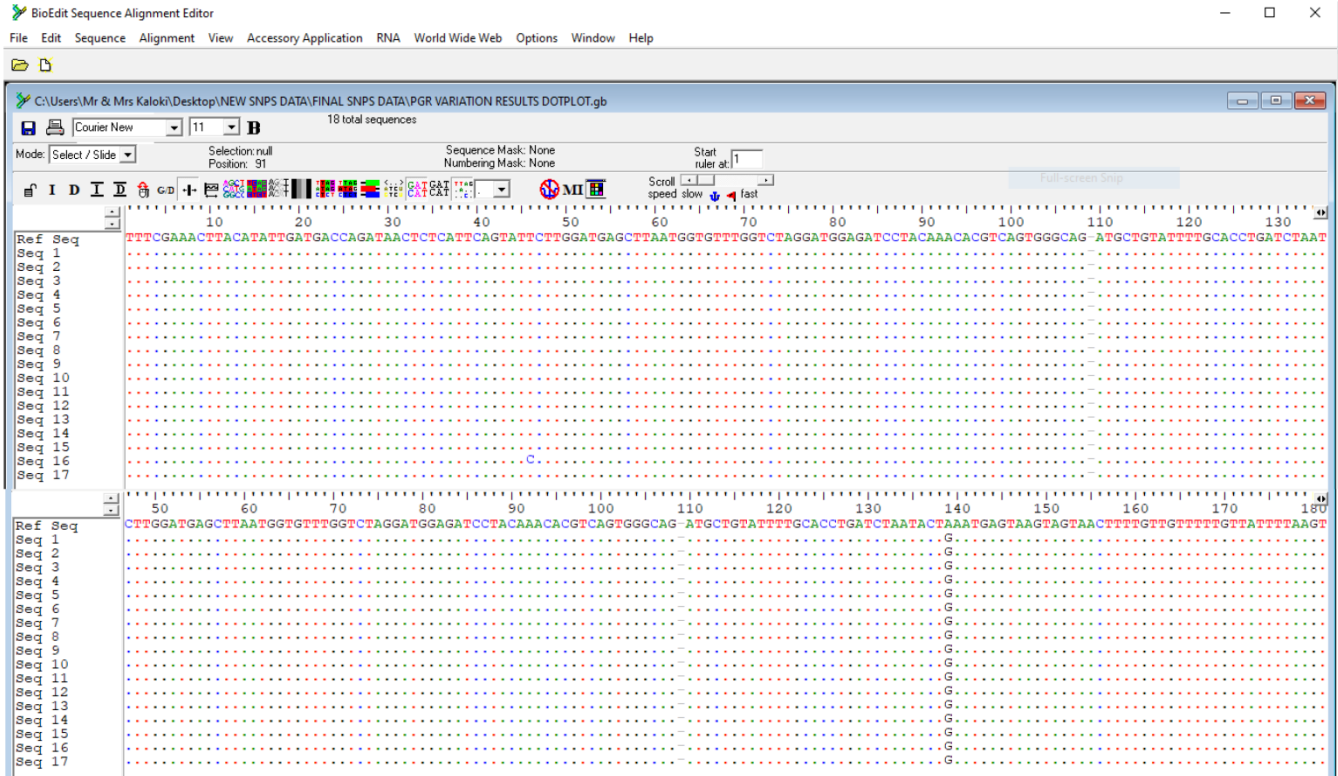 BioEdit Sequence Alignment Editor
File Edit Sequence Alignment View Accessory Application RNA World Wide Web Options Window Help
C:\Users\Mr & Mrs Kaloki\Desktop\NEW SNPS DATA\FINAL SNPS DATA\PGR VARIATION RESULTS DOTPLOT.gb
Courier New 11 B 18 total sequences
Mode: Select / Slide Selection: null Sequence Mask: None Start
Position: 91 Numbering Mask: None ruler at: 1
Full-screen Snip
I D I D G/D GAT GAT CAT CAT MI Scroll
speed slow fast
10 20 30 40 50 60 70 80 90 100 110 120 130
Ref Seq TTTCGAAACTTACATATTGATGACCAGATAACTCTCATTCAGTATTCTTGGATGAGCTTAATGGTGTTTGGTCTAGGATGGAGATCCTACAAACACGTCAGTGGGCAG-ATGCTGTATTTTGCACCTGATCTAAT
Seq 1
Seq 2
Seq 3
Seq 4
Seq 5
Seq 6
Seq 7
Seq 8
Seq 9
Seq 10
Seq 11
Seq 12
Seq 13
Seq 14
Seq 15
Seq 16 C
Seq 17
50 60 70 80 90 100 110 120 130 140 150 160 170 180
Ref Seq CTTGGATGAGCTTAATGGTGTTTGGTCTAGGATGGAGATCCTACAAACACGTCAGTGGGCAG-ATGCTGTATTTTGCACCTGATCTAATACTAAATGAGTAAGTAGTAACTTTTGTTGTTTTTGTTATTTTAAGT
Seq 1 G
Seq 2 G
Seq 3 G
Seq 4 G
Seq 5 G
Seq 6 G
Seq 7 G
Seq 8 G
Seq 9 G
Seq 10 G
Seq 11 G
Seq 12 G
Seq 13 G
Seq 14 G
Seq 15 G
Seq 16 G
Seq 17 G